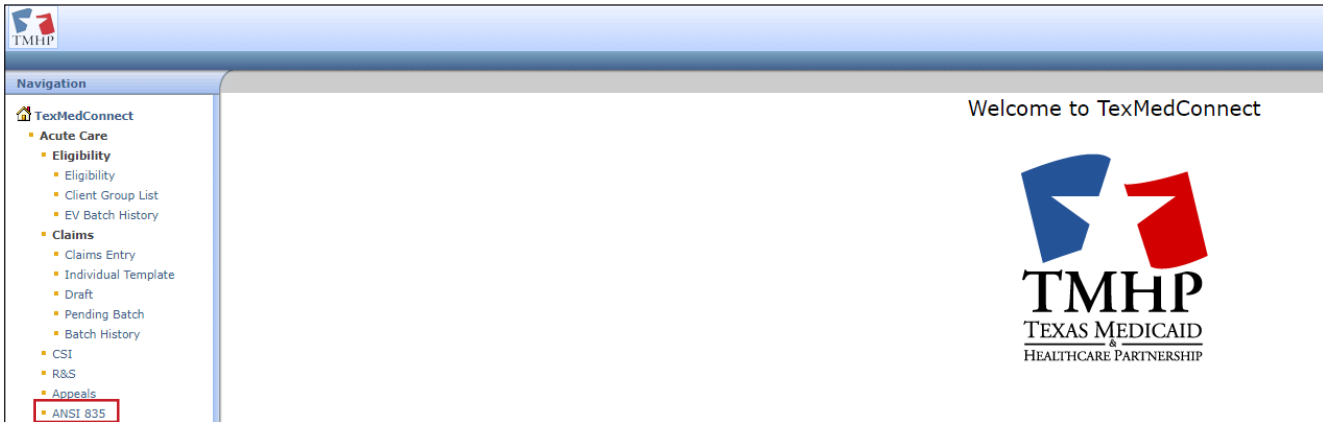 TMHP
Navigation
TexMedConnect
Acute Care
Eligibility
Eligibility
Client Group List
EV Batch History
Claims
Claims Entry
Individual Template
Draft
Pending Batch
Batch History
CSI
R&S
Appeals
ANSI 835
Welcome to TexMedConnect
TMHP
TEXAS MEDICAID
&
HEALTHCARE PARTNERSHIP